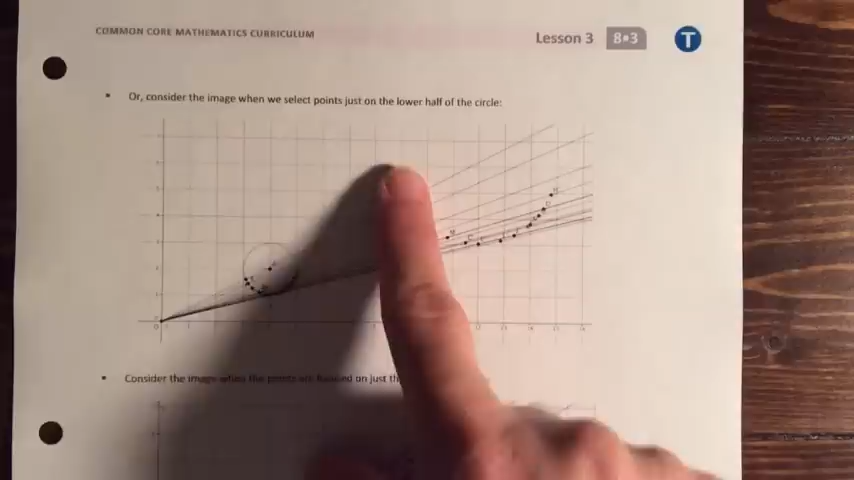 COMMON CORE MATHEMATICS CURRICULUM
Lesson 3
8•3
T
Or, consider the image when we select points just on the lower half of the circle:
Consider the image when the points are focused on just th